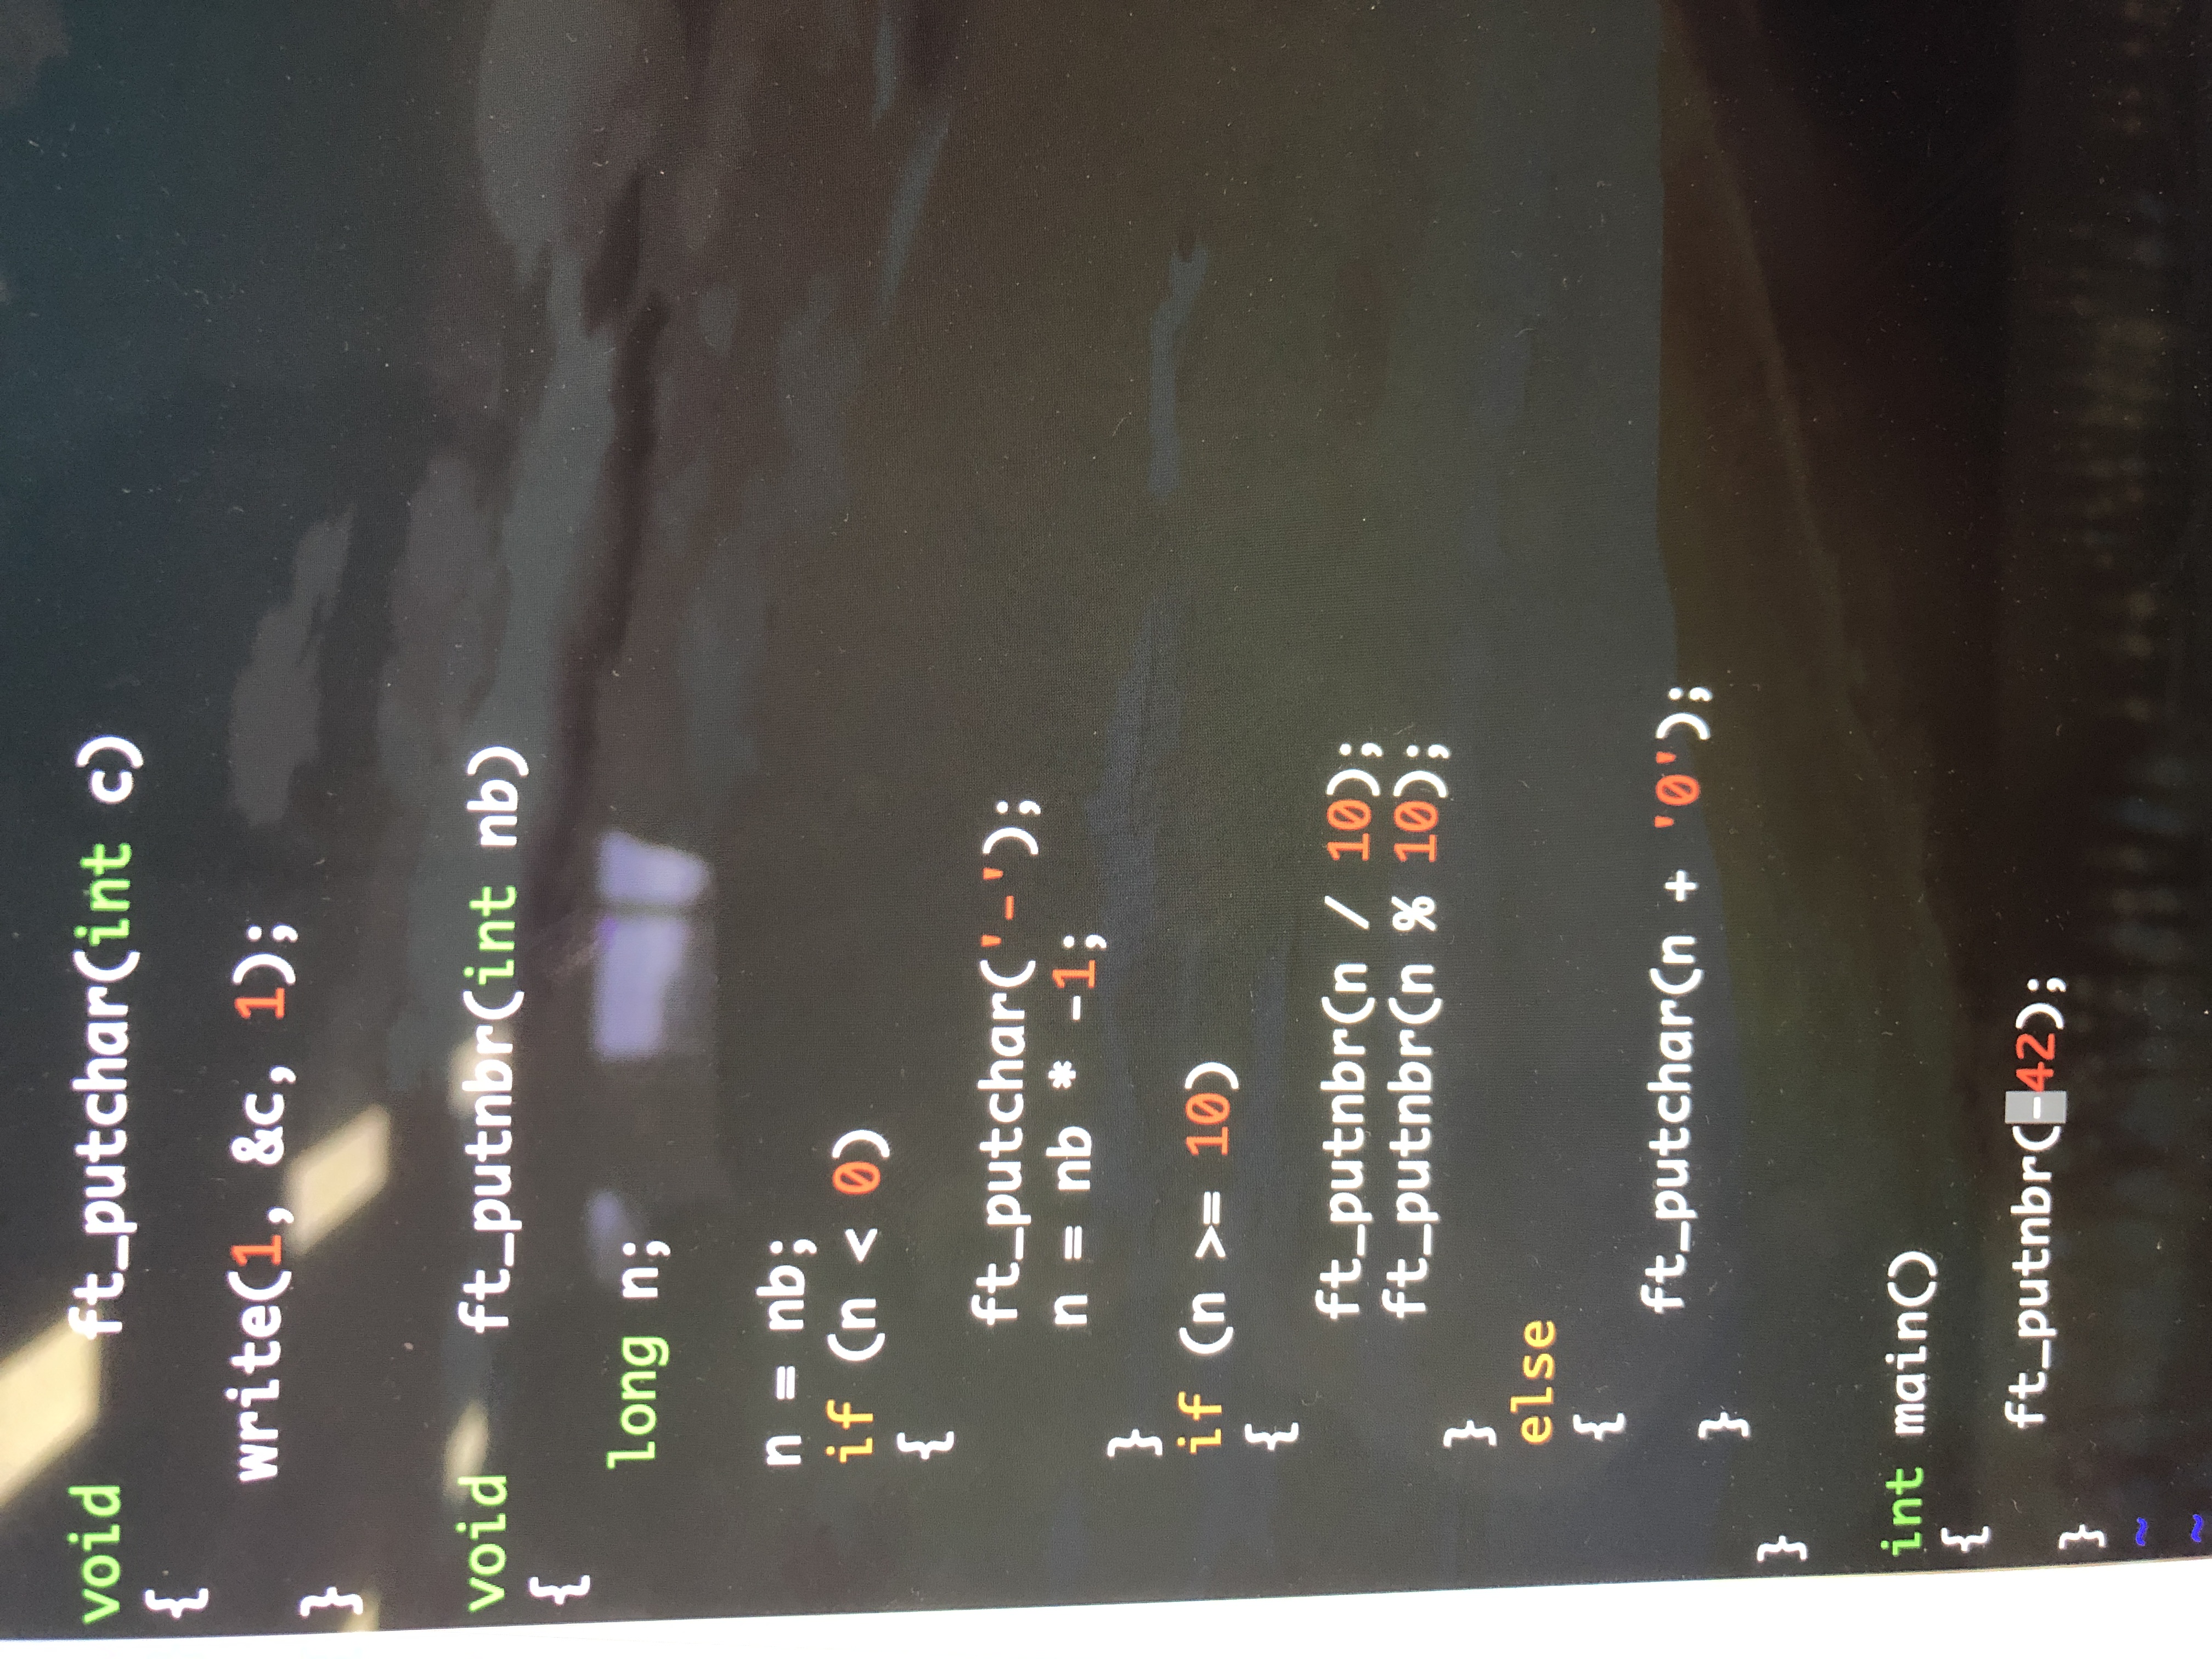 void    ft_putchar(int c)
{
    write(1, &c, 1);
}

void    ft_putnbr(int nb)
{
    long n;

    n = nb;
    if (n < 0)
    {
        ft_putchar('-');
        n = nb * -1;
    }
    if (n >= 10)
    {
        ft_putnbr(n / 10);
        ft_putnbr(n % 10);
    }
    else
    {
        ft_putchar(n + '0');
    }
}

int main()
{
    ft_putnbr(-42);
}
~
~